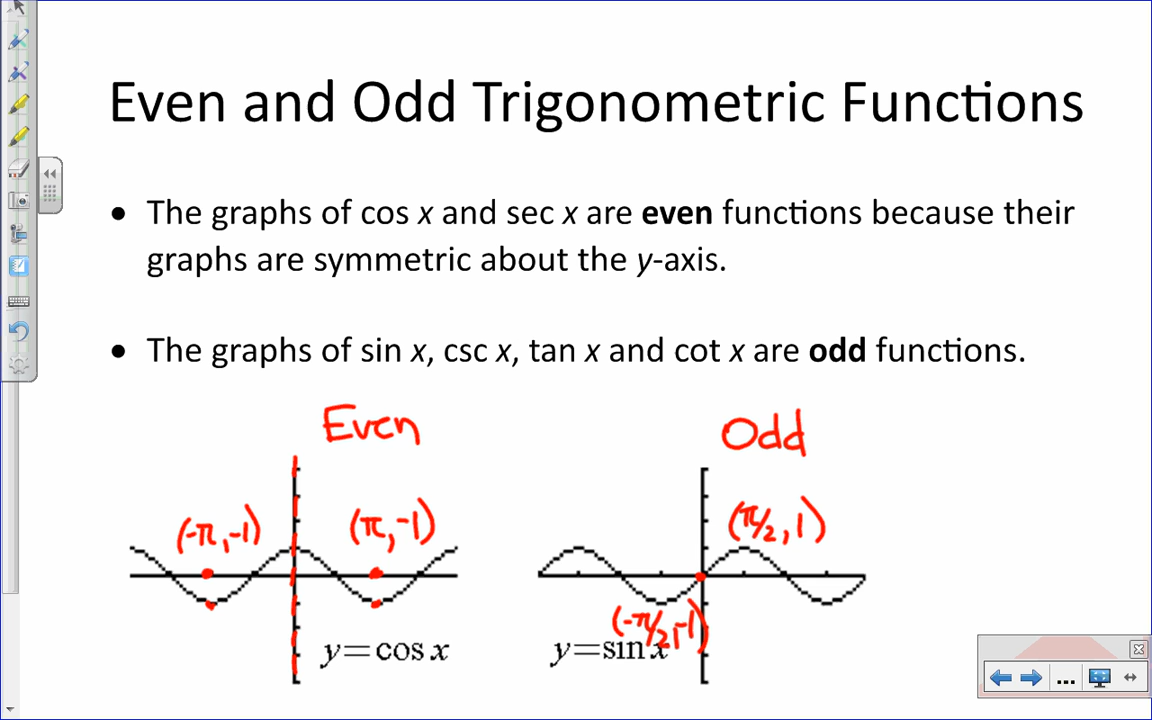 Even and Odd Trigonometric Functions
• The graphs of cos x and sec x are even functions because their
graphs are symmetric about the y-axis.
• The graphs of sin x, csc x, tan x and cot x are odd functions.
Even
Odd
(-π,-1)
(π,-1)
(π/2,1)
(-π/2,-1)
y=cos x
y=sin x
...